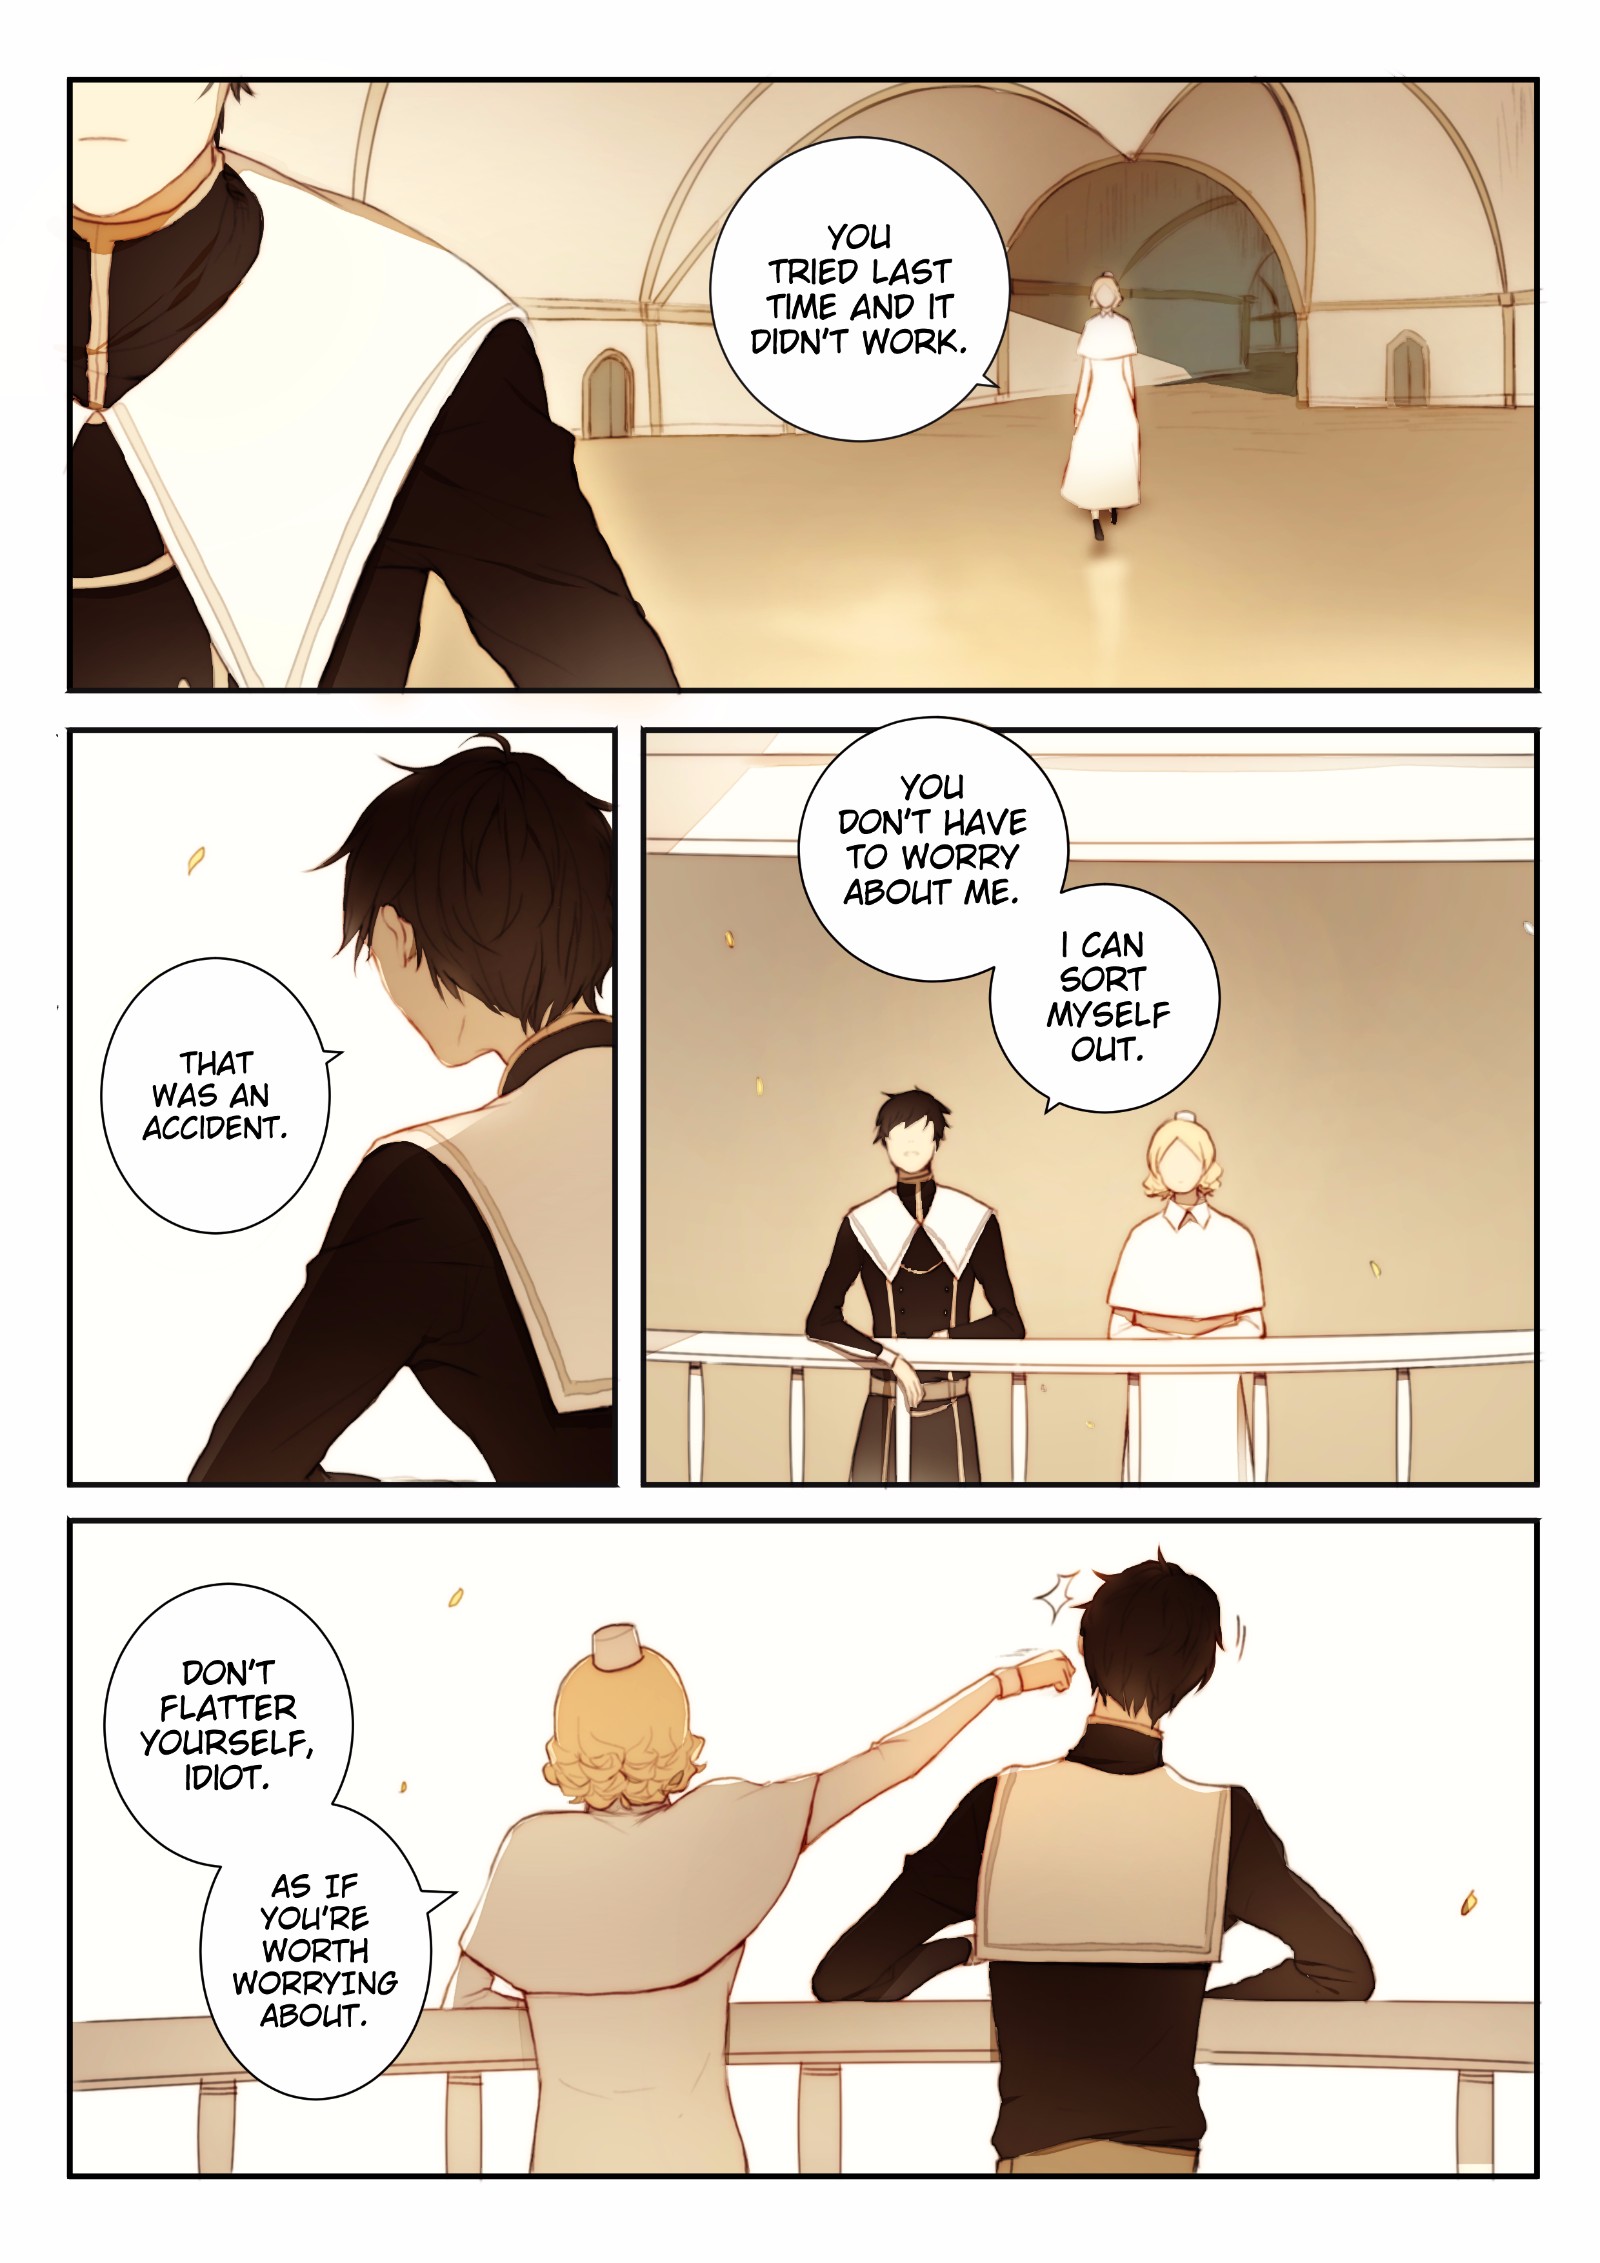 YOU
TRIED LAST
TIME AND IT
DIDN'T WORK.
THAT
WAS AN
ACCIDENT.
YOU
DON'T HAVE
TO WORRY
ABOUT ME.
I CAN
SORT
MYSELF
OUT.
DON'T
FLATTER
YOURSELF,
IDIOT.
AS IF
YOU'RE
WORTH
WORRYING
ABOUT.